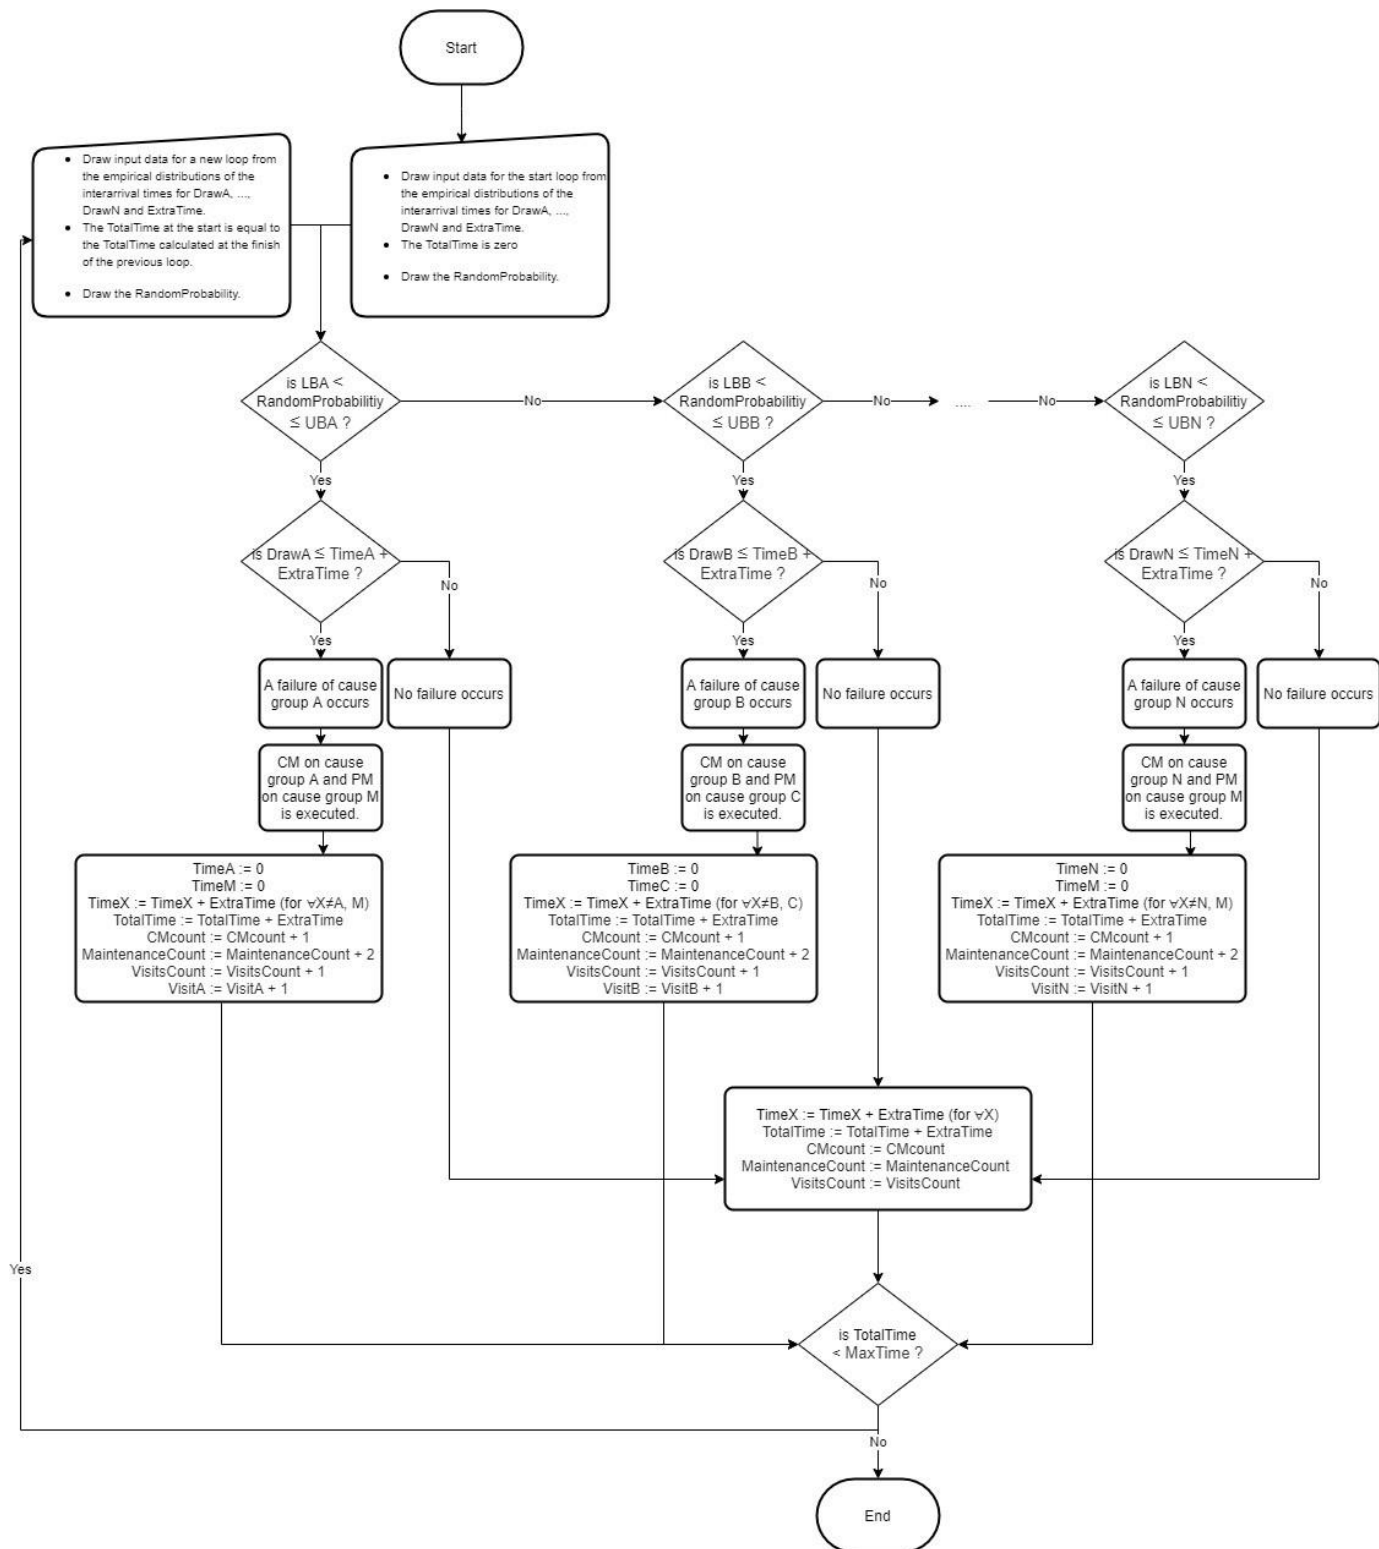 Start
• Draw input data for a new loop from
the empirical distributions of the
interarrival times for DrawA, ...,
DrawN and ExtraTime.
• The TotalTime at the start is equal to
the TotalTime calculated at the finish
of the previous loop.
• Draw the RandomProbability.
• Draw input data for the start loop from
the empirical distributions of the
interarrival times for DrawA, ...,
DrawN and ExtraTime.
• The TotalTime is zero
• Draw the RandomProbability.
is LBA <
RandomProbabilitiy
≤ UBA ?
No
is LBB <
RandomProbabilitiy
≤ UBB ?
No
....
No
is LBN <
RandomProbabilitiy
≤ UBN ?
Yes
Yes
Yes
is DrawA ≤ TimeA +
ExtraTime ?
No
is DrawB ≤ TimeB +
ExtraTime ?
No
is DrawN ≤ TimeN +
ExtraTime ?
No
Yes
Yes
Yes
A failure of cause
group A occurs
No failure occurs
A failure of cause
group B occurs
No failure occurs
A failure of cause
group N occurs
No failure occurs
CM on cause
group A and PM
on cause group M
is executed.
CM on cause
group B and PM
on cause group C
is executed.
CM on cause
group N and PM
on cause group M
is executed.
TimeA := 0
TimeM := 0
TimeX := TimeX + ExtraTime (for ∀X≠A, M)
TotalTime := TotalTime + ExtraTime
CMcount := CMcount + 1
MaintenanceCount := MaintenanceCount + 2
VisitsCount := VisitsCount + 1
VisitA := VisitA + 1
TimeB := 0
TimeC := 0
TimeX := TimeX + ExtraTime (for ∀X≠B, C)
TotalTime := TotalTime + ExtraTime
CMcount := CMcount + 1
MaintenanceCount := MaintenanceCount + 2
VisitsCount := VisitsCount + 1
VisitB := VisitB + 1
TimeN := 0
TimeM := 0
TimeX := TimeX + ExtraTime (for ∀X≠N, M)
TotalTime := TotalTime + ExtraTime
CMcount := CMcount + 1
MaintenanceCount := MaintenanceCount + 2
VisitsCount := VisitsCount + 1
VisitN := VisitN + 1
TimeX := TimeX + ExtraTime (for ∀X)
TotalTime := TotalTime + ExtraTime
CMcount := CMcount
MaintenanceCount := MaintenanceCount
VisitsCount := VisitsCount
Yes
is TotalTime
< MaxTime ?
No
End